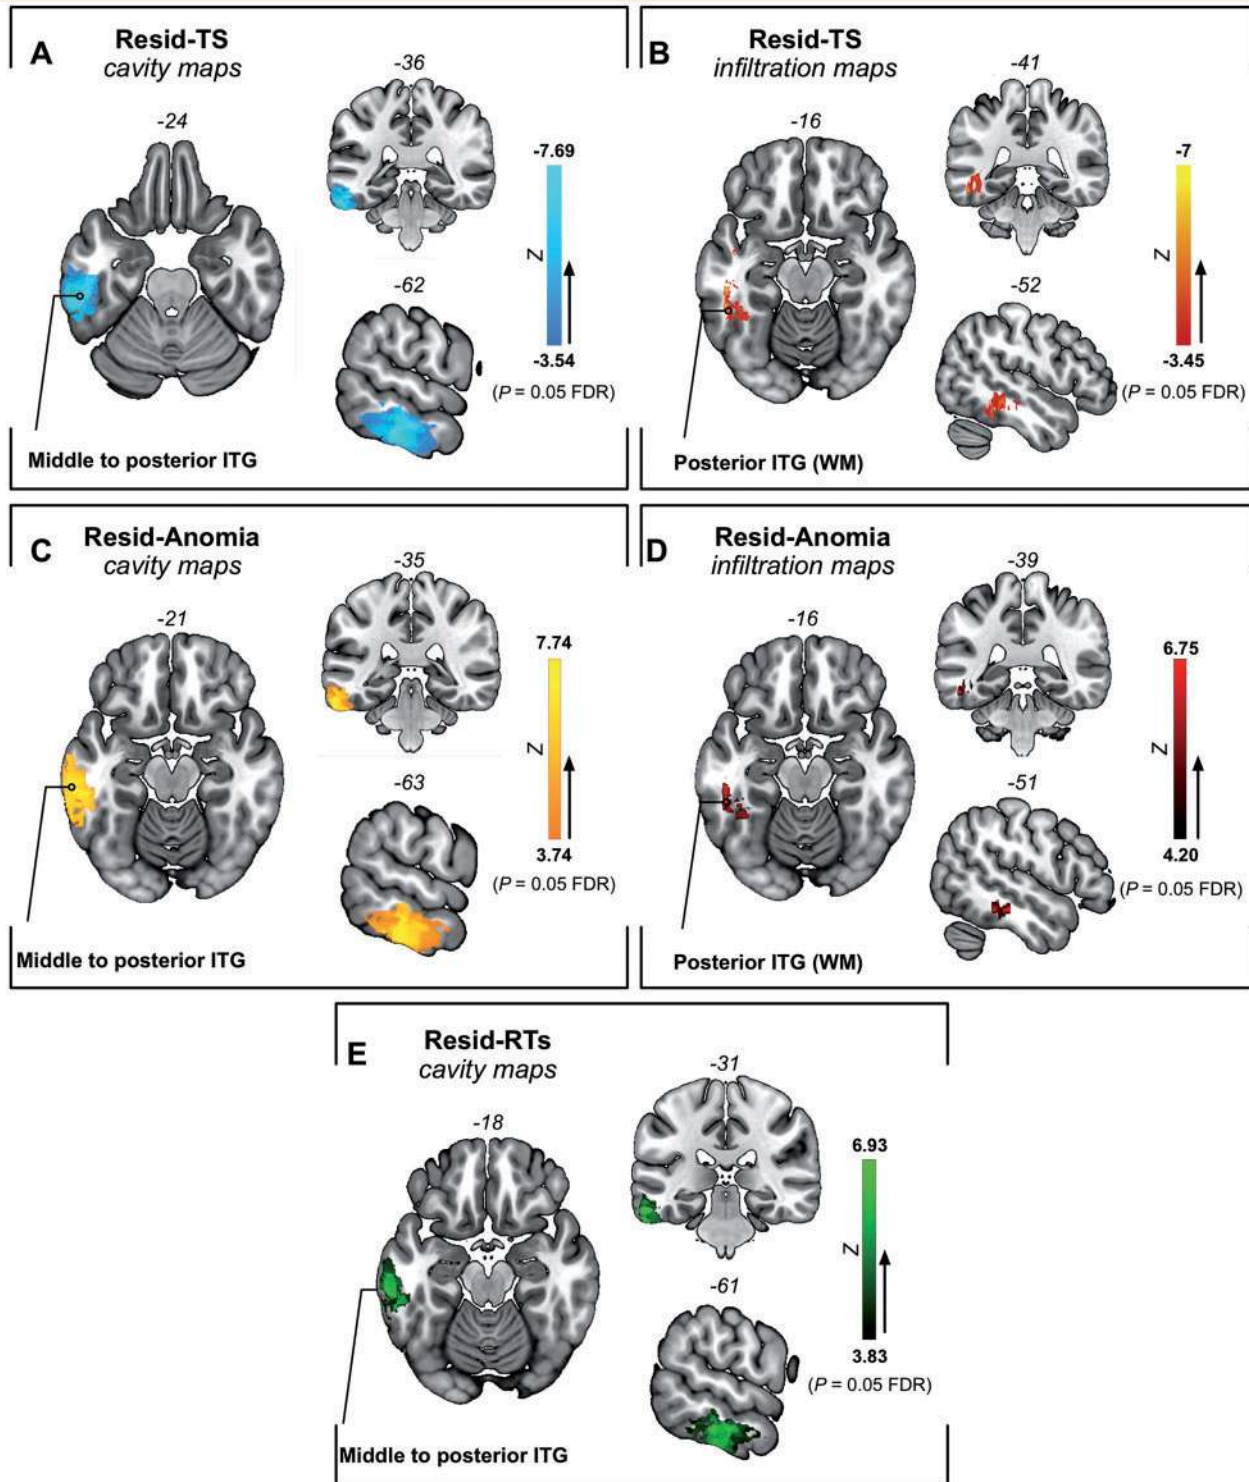 A
Resid-TS
cavity maps
-24
-36
-62
-7.69
Z
-3.54
(P = 0.05 FDR)
Middle to posterior ITG
B
Resid-TS
infiltration maps
-16
-41
-52
-7
Z
-3.45
(P = 0.05 FDR)
Posterior ITG (WM)
C
Resid-Anomia
cavity maps
-21
-35
-63
7.74
Z
3.74
(P = 0.05 FDR)
Middle to posterior ITG
D
Resid-Anomia
infiltration maps
-16
-39
-51
6.75
Z
4.20
(P = 0.05 FDR)
Posterior ITG (WM)
E
Resid-RTs
cavity maps
-18
-31
-61
6.93
Z
3.83
(P = 0.05 FDR)
Middle to posterior ITG